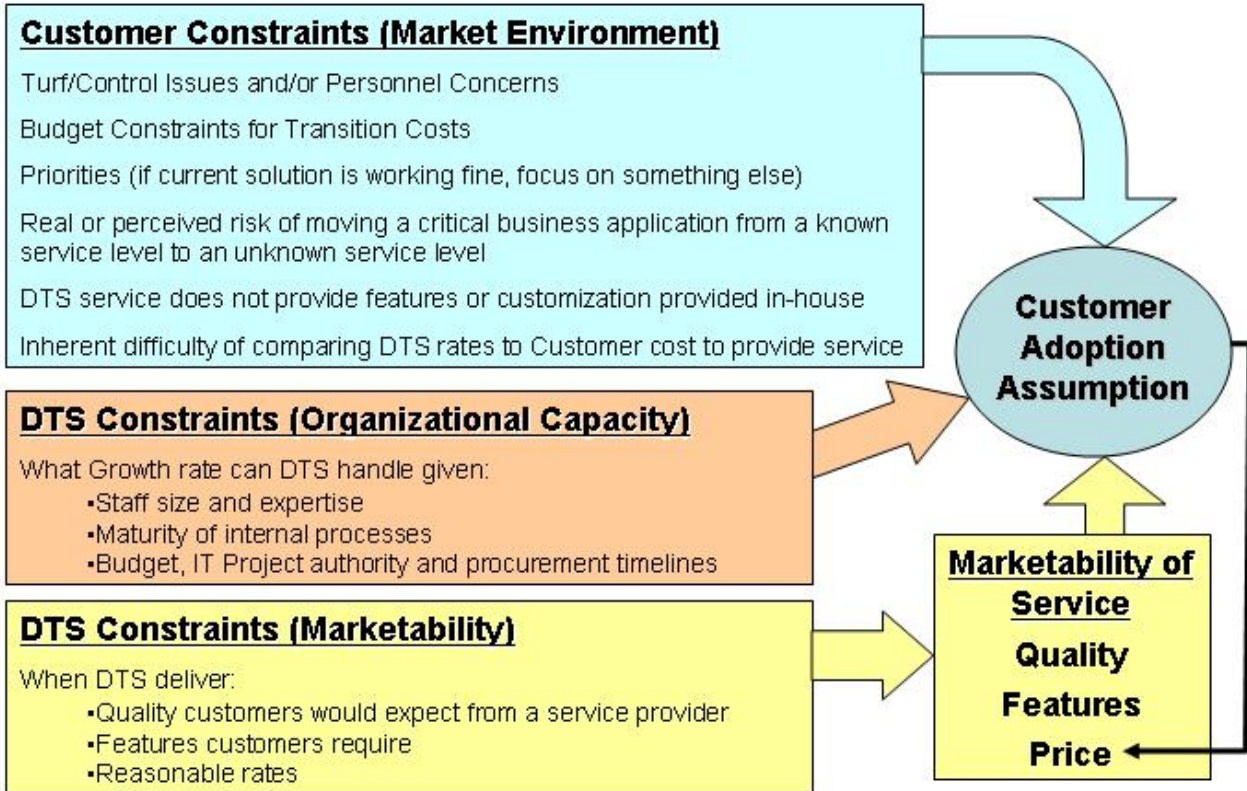 Customer Constraints (Market Environment)
Turf/Control Issues and/or Personnel Concerns
Budget Constraints for Transition Costs
Priorities (if current solution is working fine, focus on something else)
Real or perceived risk of moving a critical business application from a known
service level to an unknown service level
DTS service does not provide features or customization provided in-house
Inherent difficulty of comparing DTS rates to Customer cost to provide service
Customer
Adoption
Assumption
DTS Constraints (Organizational Capacity)
What Growth rate can DTS handle given:
▪Staff size and expertise
▪Maturity of internal processes
▪Budget, IT Project authority and procurement timelines
DTS Constraints (Marketability)
When DTS deliver:
▪Quality customers would expect from a service provider
▪Features customers require
▪Reasonable rates
Marketability of
Service
Quality
Features
Price